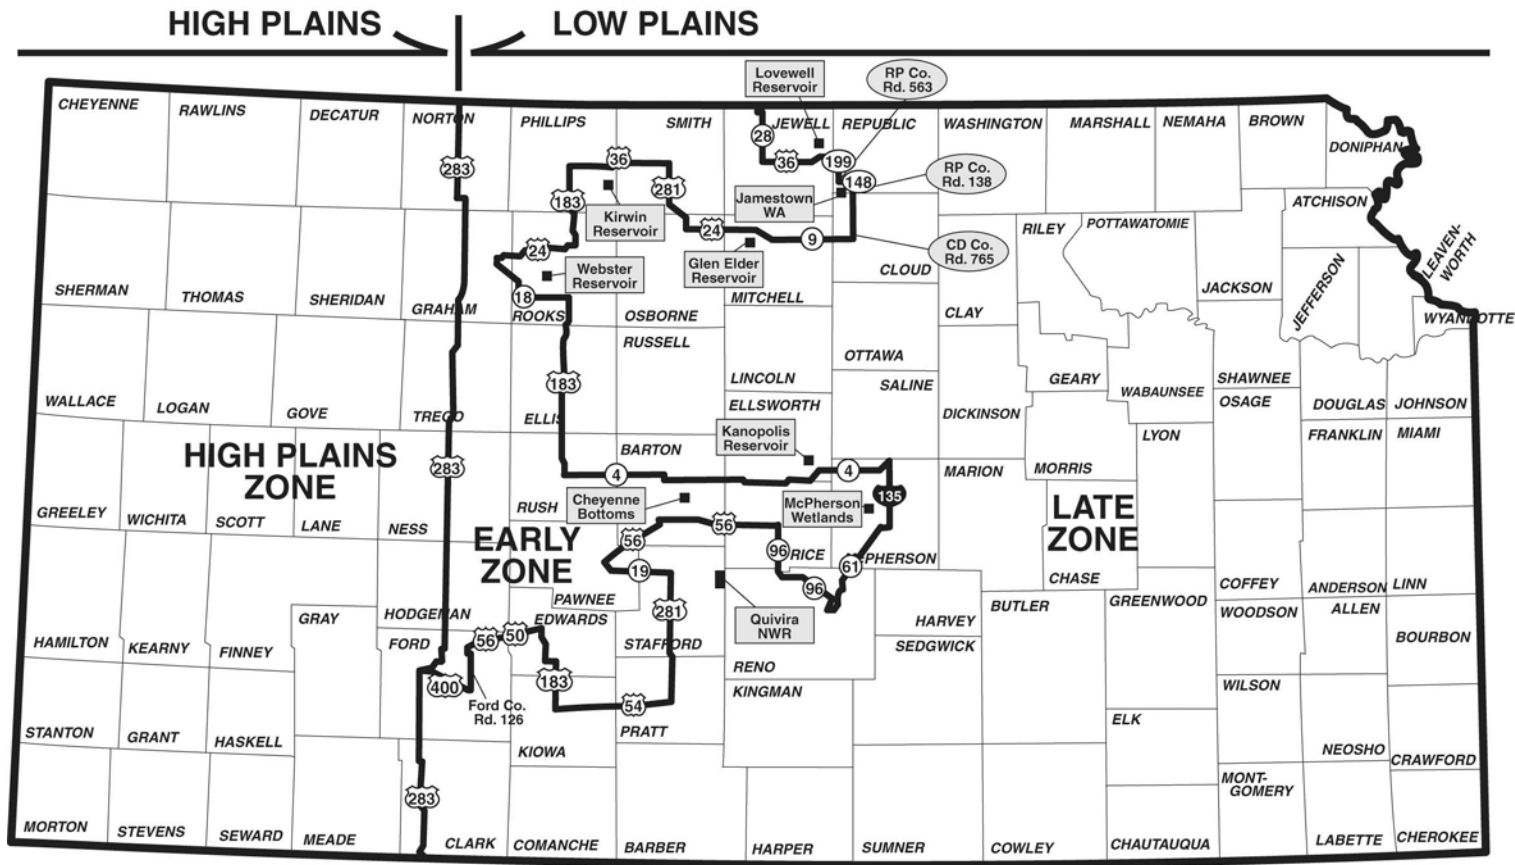 HIGH PLAINS
LOW PLAINS
Lovewell
Reservoir
RP Co.
Rd. 563
CHEYENNE
RAWLINS
DECATUR
NORTON
PHILLIPS
SMITH
JEWELL
REPUBLIC
WASHINGTON
MARSHALL
NEMAHA
BROWN
DONIPHAN
28
36
36
199
283
183
281
148
RP Co.
Rd. 138
Kirwin
Reservoir
Jamestown
WA
ATCHISON
24
24
9
CD Co.
Rd. 765
RILEY
POTTAWATOMIE
LEAVEN-
WORTH
Webster
Reservoir
Glen Elder
Reservoir
CLOUD
JACKSON
JEFFERSON
SHERMAN
THOMAS
SHERIDAN
GRAHAM
18
ROOKS
OSBORNE
MITCHELL
CLAY
WYANDOTTE
RUSSELL
OTTAWA
WALLACE
LOGAN
GOVE
TREGO
183
ELLIS
LINCOLN
ELLSWORTH
SALINE
DICKINSON
GEARY
WABAUNSEE
SHAWNEE
OSAGE
DOUGLAS
JOHNSON
HIGH PLAINS
ZONE
283
BARTON
Kanopolis
Reservoir
4
4
MARION
MORRIS
LYON
FRANKLIN
MIAMI
135
GREELEY
WICHITA
SCOTT
LANE
NESS
RUSH
Cheyenne
Bottoms
McPherson
Wetlands
LATE
ZONE
EARLY
ZONE
56
56
96
RICE
61
PHERSON
19
96
CHASE
COFFEY
ANDERSON
LINN
PAWNEE
281
HODGEMAN
EDWARDS
Quivira
NWR
BUTLER
GREENWOOD
WOODSON
ALLEN
HAMILTON
KEARNY
FINNEY
GRAY
FORD
56
50
STAFFORD
HARVEY
SEDGWICK
BOURBON
RENO
400
183
Ford Co.
Rd. 126
54
KINGMAN
WILSON
STANTON
GRANT
HASKELL
KIOWA
PRATT
ELK
NEOSHO
CRAWFORD
283
MONT-
GOMERY
MORTON
STEVENS
SEWARD
MEADE
CLARK
COMANCHE
BARBER
HARPER
SUMNER
COWLEY
CHAUTAUQUA
LABETTE
CHEROKEE